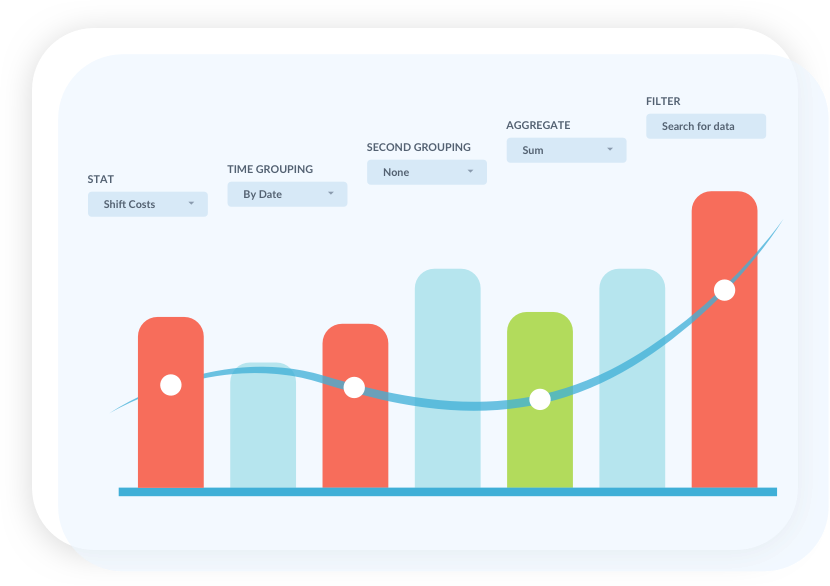 STAT
Shift Costs
TIME GROUPING
By Date
SECOND GROUPING
None
AGGREGATE
Sum
FILTER
Search for data